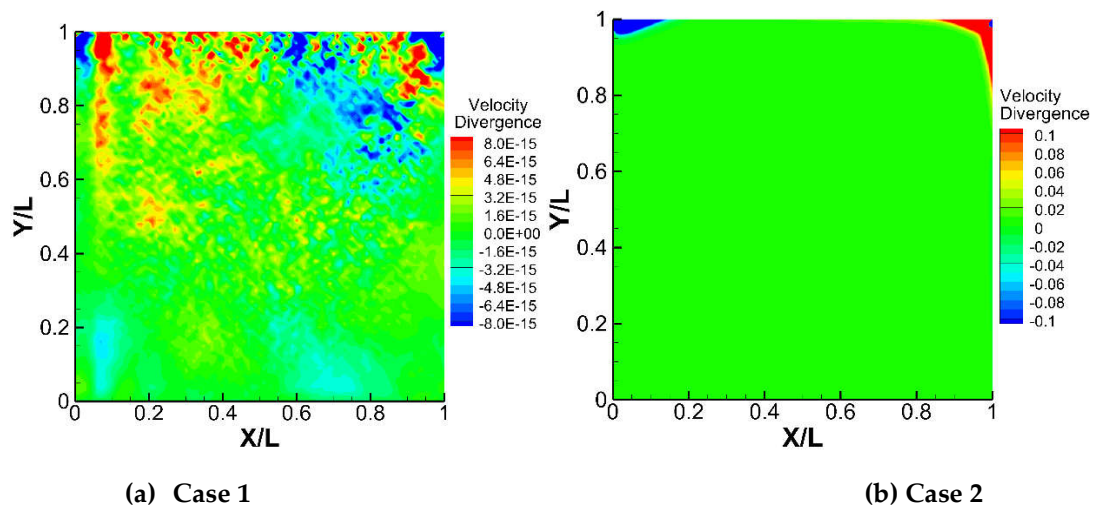 1
0.8
0.6
0.4
0.2
0
Y/L
0
0.2
0.4
0.6
0.8
1
X/L
Velocity
Divergence
8.0E-15
6.4E-15
4.8E-15
3.2E-15
1.6E-15
0.0E+00
-1.6E-15
-3.2E-15
-4.8E-15
-6.4E-15
-8.0E-15
(a) Case 1
1
0.8
0.6
0.4
0.2
0
Y/L
0
0.2
0.4
0.6
0.8
1
X/L
Velocity
Divergence
0.1
0.08
0.06
0.04
0.02
0
-0.02
-0.04
-0.06
-0.08
-0.1
(b) Case 2